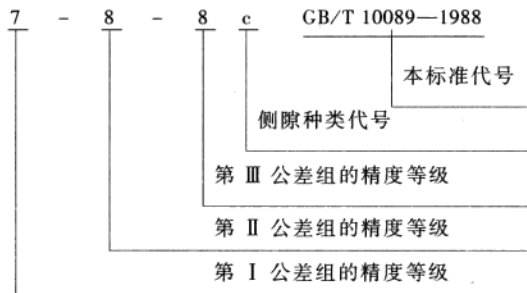 7 - 8 - 8 c GB/T 10089—1988
本标准代号
侧隙种类代号
第 Ⅲ 公差组的精度等级
第 Ⅱ 公差组的精度等级
第 Ⅰ 公差组的精度等级